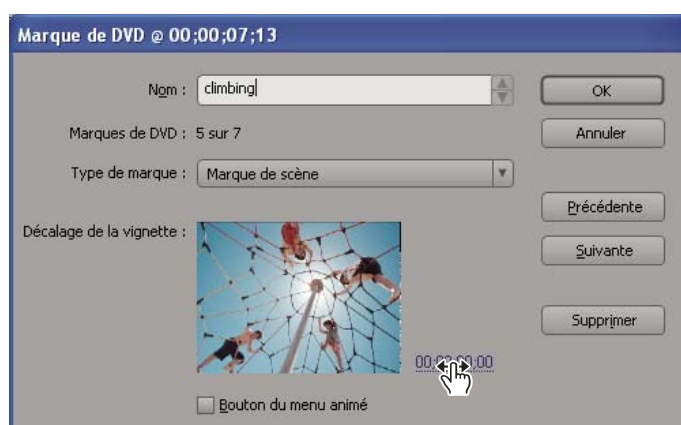 Marque de DVD @ 00;00;07;13
Nom : climbing
OK
Marques de DVD : 5 sur 7
Annuler
Type de marque : Marque de scène
Précédente
Décalage de la vignette :
Suivante
Supprimer
Bouton du menu animé